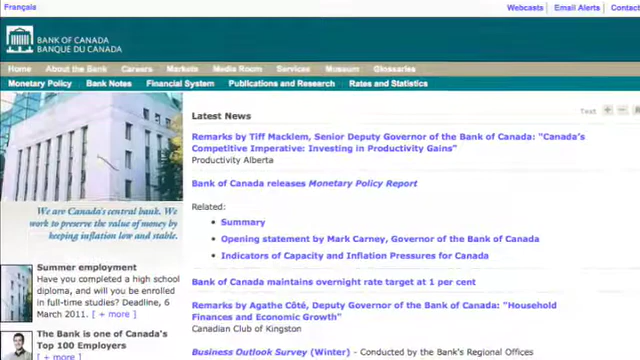 Français
Webcasts Email Alerts Contact
BANK OF CANADA
BANQUE DU CANADA
Home About the Bank Careers Markets Media Room Services Museum Glossaries
Monetary Policy Bank Notes Financial System Publications and Research Rates and Statistics
We are Canada's central bank. We
work to preserve the value of money by
keeping inflation low and stable.
Summer employment
Have you completed a high school
diploma, and will you be enrolled
in full-time studies? Deadline, 6
March 2011. [ + more ]
The Bank is one of Canada's
Top 100 Employers
[ + more ]
Latest News
Text + –
Remarks by Tiff Macklem, Senior Deputy Governor of the Bank of Canada: "Canada's
Competitive Imperative: Investing in Productivity Gains"
Productivity Alberta
Bank of Canada releases Monetary Policy Report
Related:
• Summary
• Opening statement by Mark Carney, Governor of the Bank of Canada
• Indicators of Capacity and Inflation Pressures for Canada
Bank of Canada maintains overnight rate target at 1 per cent
Remarks by Agathe Côté, Deputy Governor of the Bank of Canada: "Household
Finances and Economic Growth"
Canadian Club of Kingston
Business Outlook Survey (Winter) - Conducted by the Bank's Regional Offices